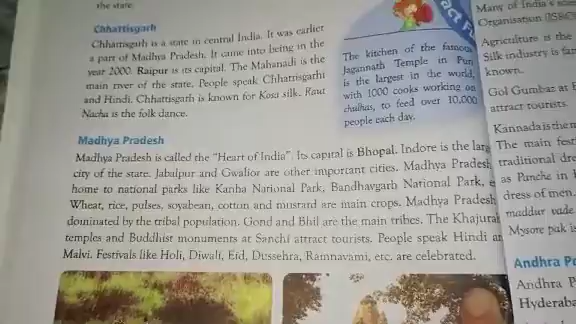 the state.
Chhattisgarh
Chhattisgarh is a state in central India. It was earlier
a part of Madhya Pradesh. It came into being in the
year 2000. Raipur is its capital. The Mahanadi is the
main river of the state. People speak Chhattisgarhi
and Hindi. Chhattisgarh is known for Kosa silk. Raut
Nacha is the folk dance.
act F
The kitchen of the famous
Jagannath Temple in Puri
is the largest in the world,
with 1000 cooks working on
chulhas, to feed over 10,000
people each day.
Madhya Pradesh
Madhya Pradesh is called the "Heart of India". Its capital is Bhopal. Indore is the
city of the state. Jabalpur and Gwalior are other important cities. Madhya Pradesh
home to national parks like Kanha National Park, Bandhavgarh National Park,
Wheat, rice, pulses, soyabean, cotton and mustard are main crops. Madhya Pradesh
dominated by the tribal population. Gond and Bhil are the main tribes. The Khajura
temples and Buddhist monuments at Sanchi attract tourists. People speak Hindi
Malvi. Festivals like Holi, Diwali, Eid, Dussehra, Ramnavami, etc. are celebrated.
Many of India's
Organisation (ISRO
Agriculture is the
Silk industry is
known.
Gol Gumbaz at
attract tourists.
Kannada is the
The main fest
traditional dre
as Panche in
dress of men.
maddur vade
Mysore pak is
Andhra
Andhra P
Hyderaba